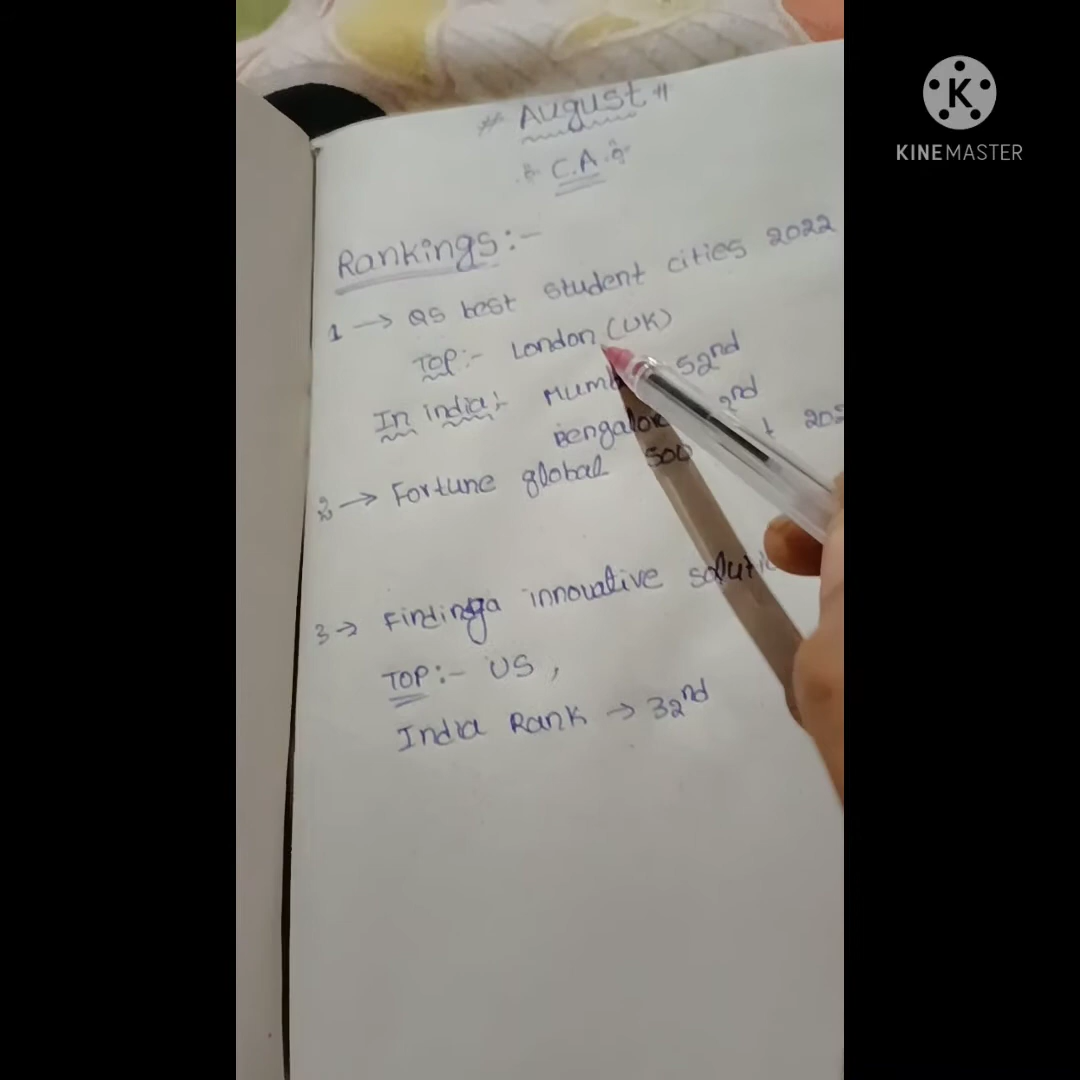 # August #
C.A
Rankings:-
1 → QS best student cities 2022
TOP:- London (UK)
In india:- 52nd
2nd
2 → Fortune global 500
3 → Findinga innovative
TOP:- US,
India Rank → 32nd
KINEMASTER